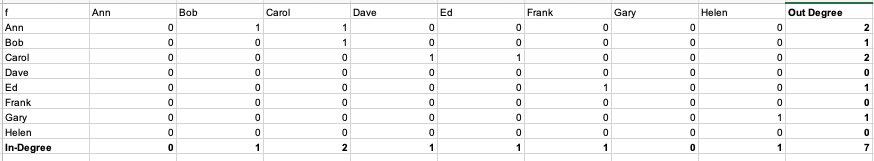 f Ann Bob Carol Dave Ed Frank Gary Helen Out Degree
Ann 0 1 1 0 0 0 0 0 2
Bob 0 0 1 0 0 0 0 0 1
Carol 0 0 0 1 1 0 0 0 2
Dave 0 0 0 0 0 0 0 0 0
Ed 0 0 0 0 0 1 0 0 1
Frank 0 0 0 0 0 0 0 0 0
Gary 0 0 0 0 0 0 0 1 1
Helen 0 0 0 0 0 0 0 0 0
In-Degree 0 1 2 1 1 1 0 1 7